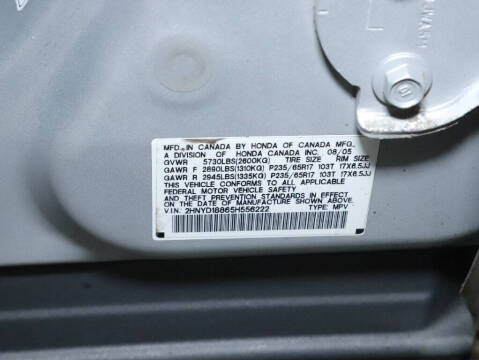 MFD. IN CANADA BY HONDA OF CANADA MFG.,
A DIVISION OF HONDA CANADA INC. 08/05
GVWR 5730LBS(2600KG) TIRE SIZE RIM SIZE
GAWR F 2890LBS(1310KG) P235/65R17 103T 17X6.5JJ
GAWR R 2945LBS(1335KG) P235/65R17 103T 17X6.5JJ
THIS VEHICLE CONFORMS TO ALL APPLICABLE
FEDERAL MOTOR VEHICLE SAFETY
AND THEFT PREVENTION STANDARDS IN EFFECT
ON THE DATE OF MANUFACTURE SHOWN ABOVE.
V.I.N.: 2HNYD18865H556222 TYPE: MPV